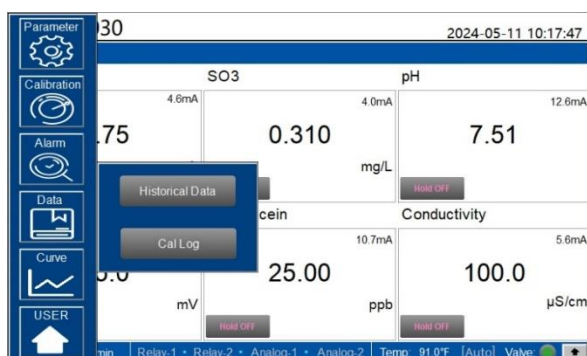 Parameter
030
2024-05-11 10:17:47
Calibration
SO3
pH
4.6mA
4.0mA
12.6mA
.75
0.310
7.51
Alarm
mg/L
Historical Data
Hold OFF
Data
cein
Conductivity
Cal Log
10.7mA
5.6mA
Curve
25.00
100.0
mV
ppb
µS/cm
USER
Hold OFF
Hold OFF
min Relay-1 • Relay-2 • Analog-1 • Analog-2 Temp: 91.0°F [Auto] Valve: